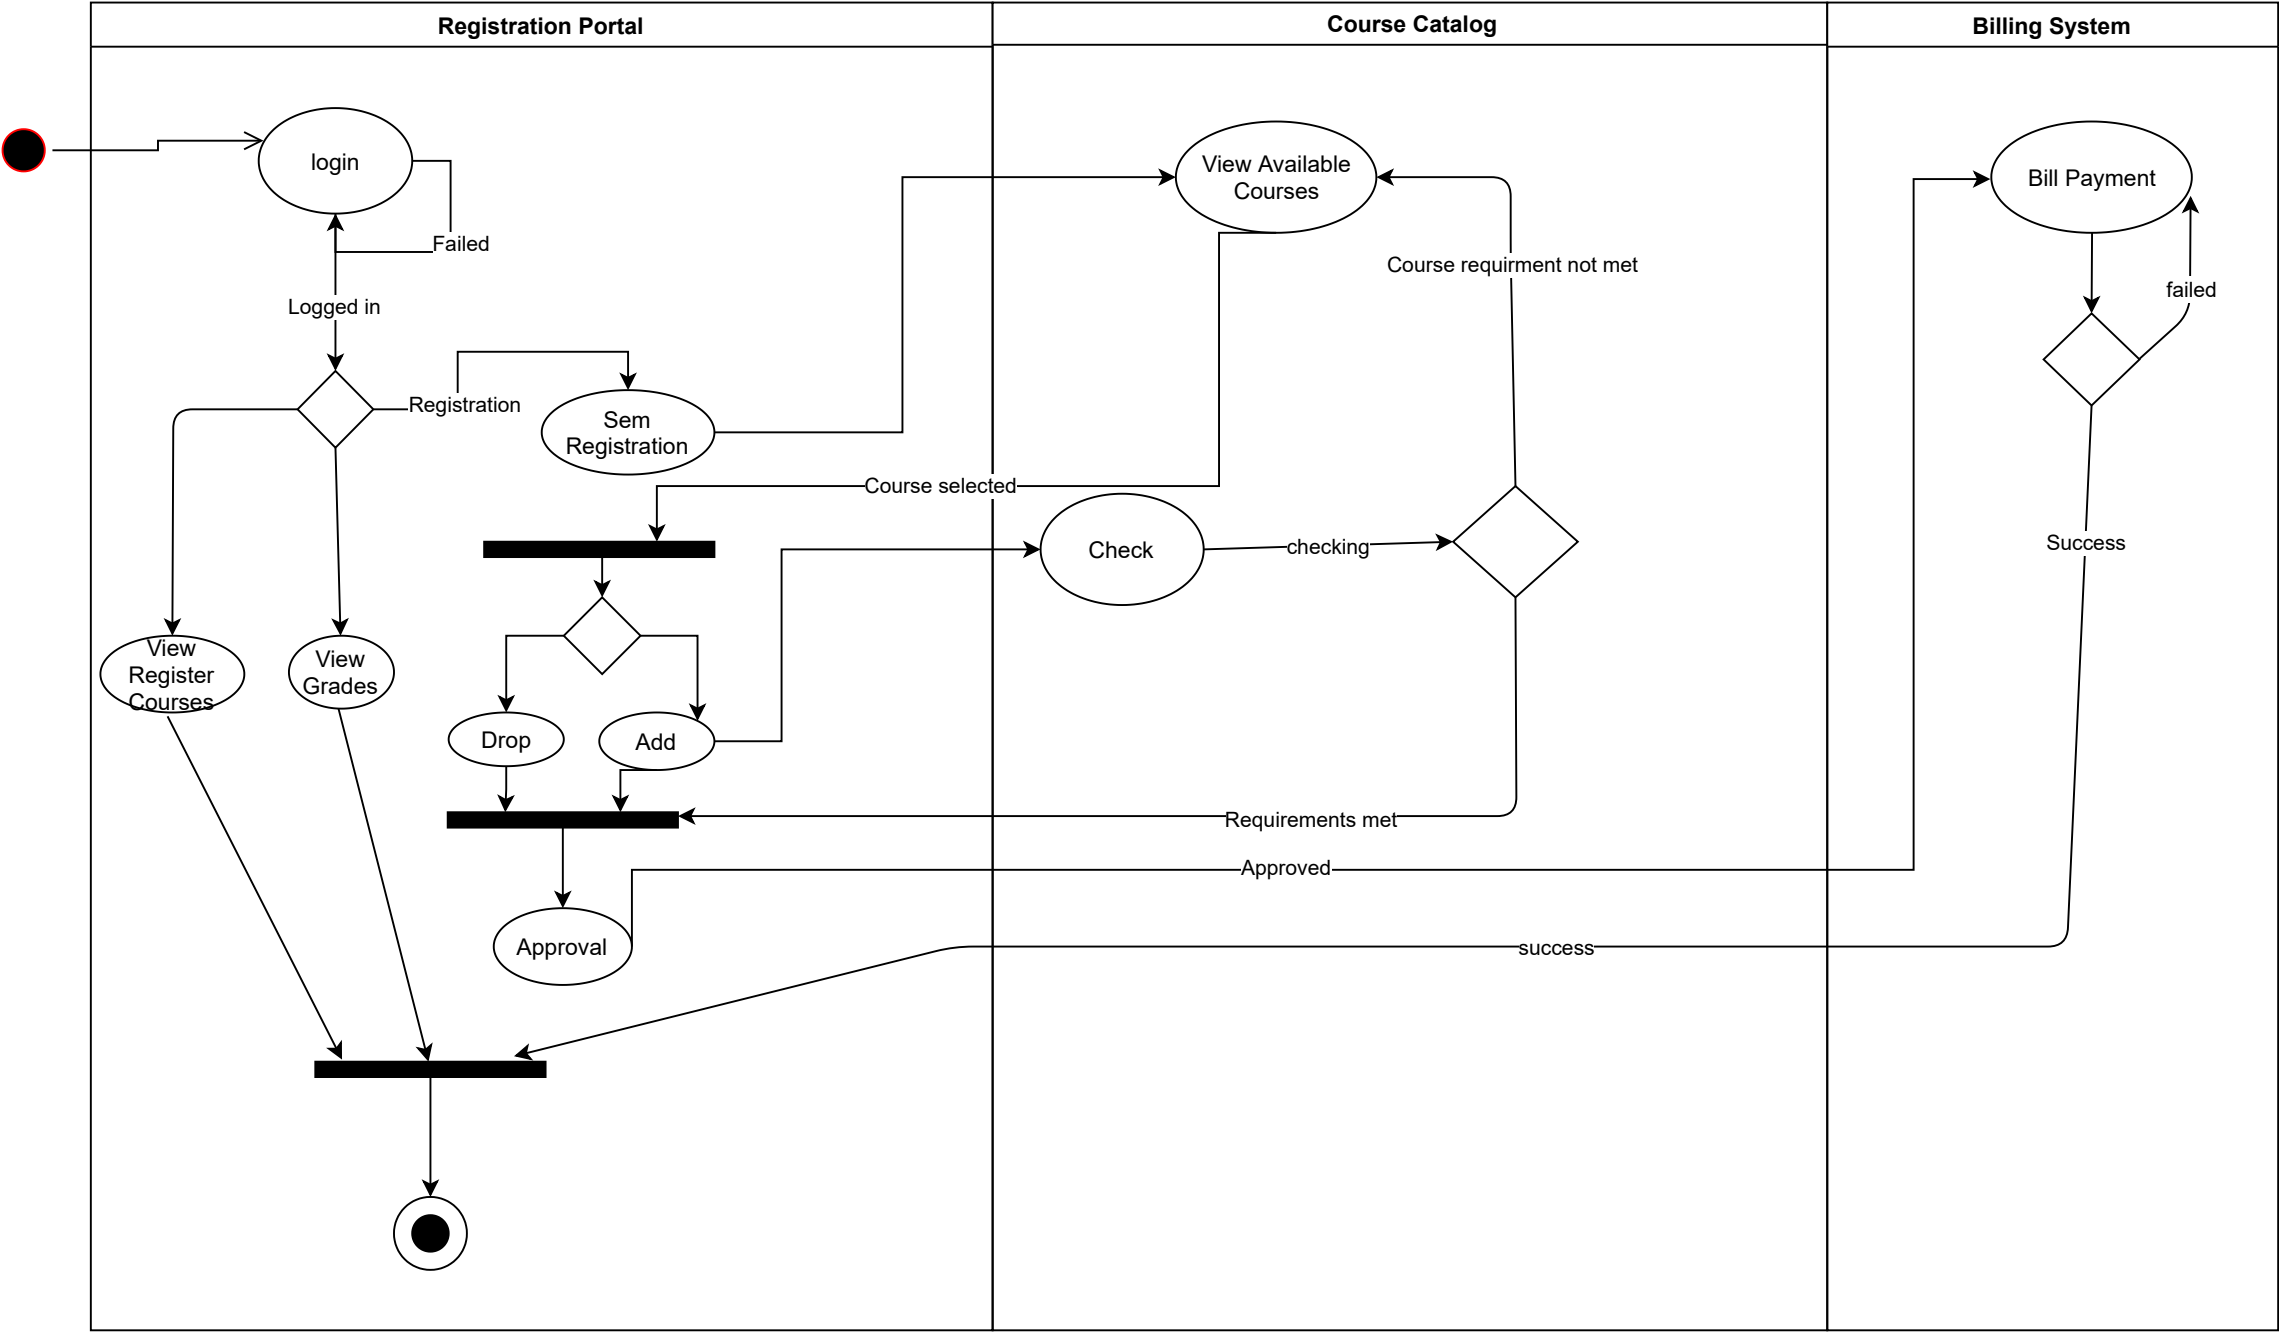 Registration Portal
Course Catalog
Billing System
login
View Available
Courses
Bill Payment
Failed
Course requirment not met
failed
Logged in
Registration
Sem
Registration
Course selected
Check
checking
Success
View
Register
Courses
View
Grades
Drop
Add
Requirements met
Approved
Approval
success